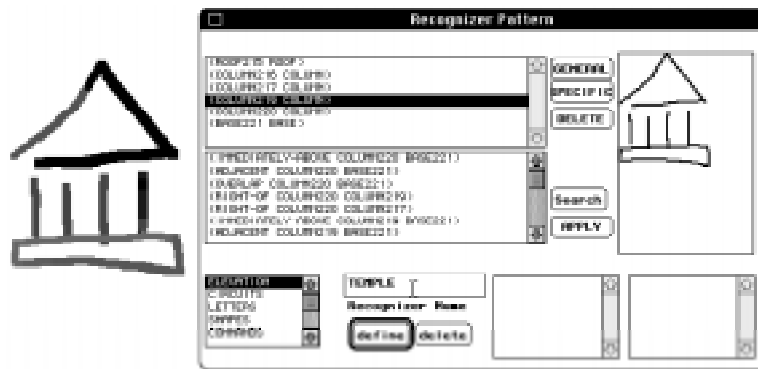 Recognizer Pattern
(ROOF215 ROOF)
(COLUMN216 COLUMN)
(COLUMN217 COLUMN)
(COLUMN219 COLUMN)
(COLUMN220 COLUMN)
(BASE221 BASE)
GENERAL
SPECIFIC
DELETE
(IMMEDIATELY-ABOVE COLUMN220 BASE221)
(ADJACENT COLUMN220 BASE221)
(OVERLAP COLUMN220 BASE221)
(RIGHT-OF COLUMN220 COLUMN219)
(RIGHT-OF COLUMN220 COLUMN217)
(IMMEDIATELY-ABOVE COLUMN219 BASE221)
(ADJACENT COLUMN219 BASE221)
Search
APPLY
ELEVATION
CIRCUITS
LETTERS
SHAPES
COMMANDS
TEMPLE
Recognizer Name
define
delete